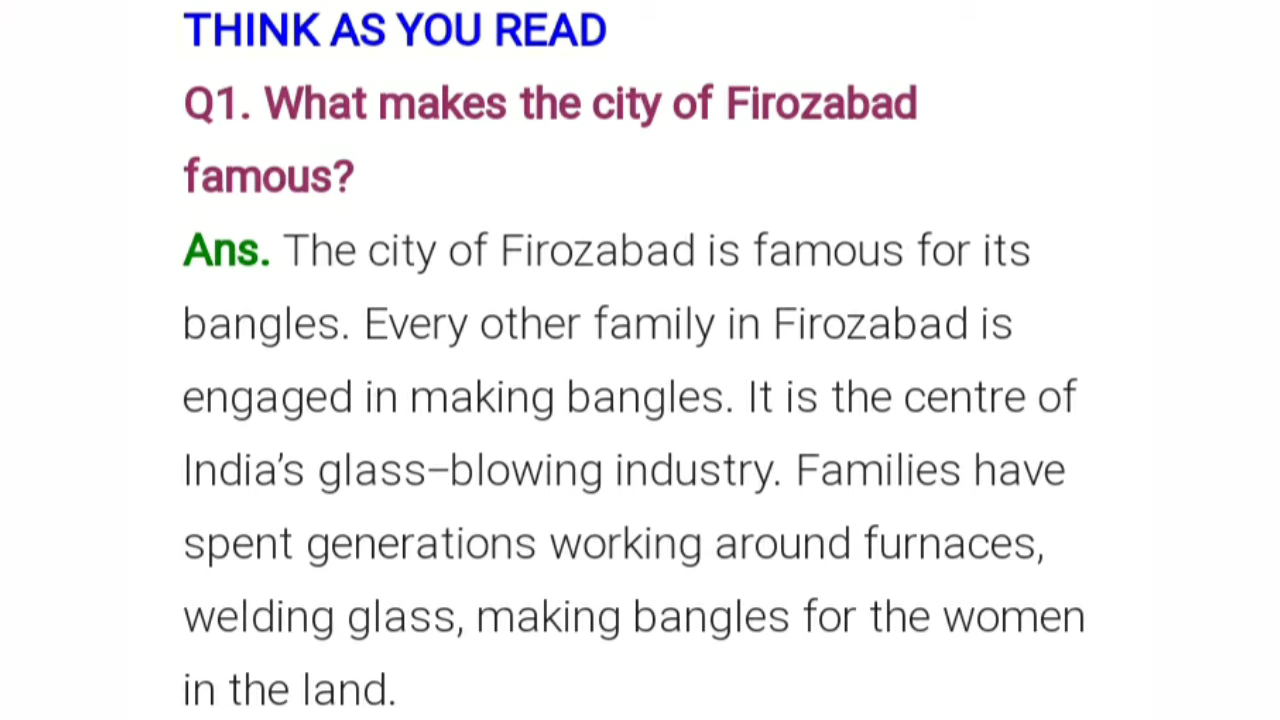 THINK AS YOU READ
Q1. What makes the city of Firozabad
famous?
Ans. The city of Firozabad is famous for its
bangles. Every other family in Firozabad is
engaged in making bangles. It is the centre of
India’s glass–blowing industry. Families have
spent generations working around furnaces,
welding glass, making bangles for the women
in the land.